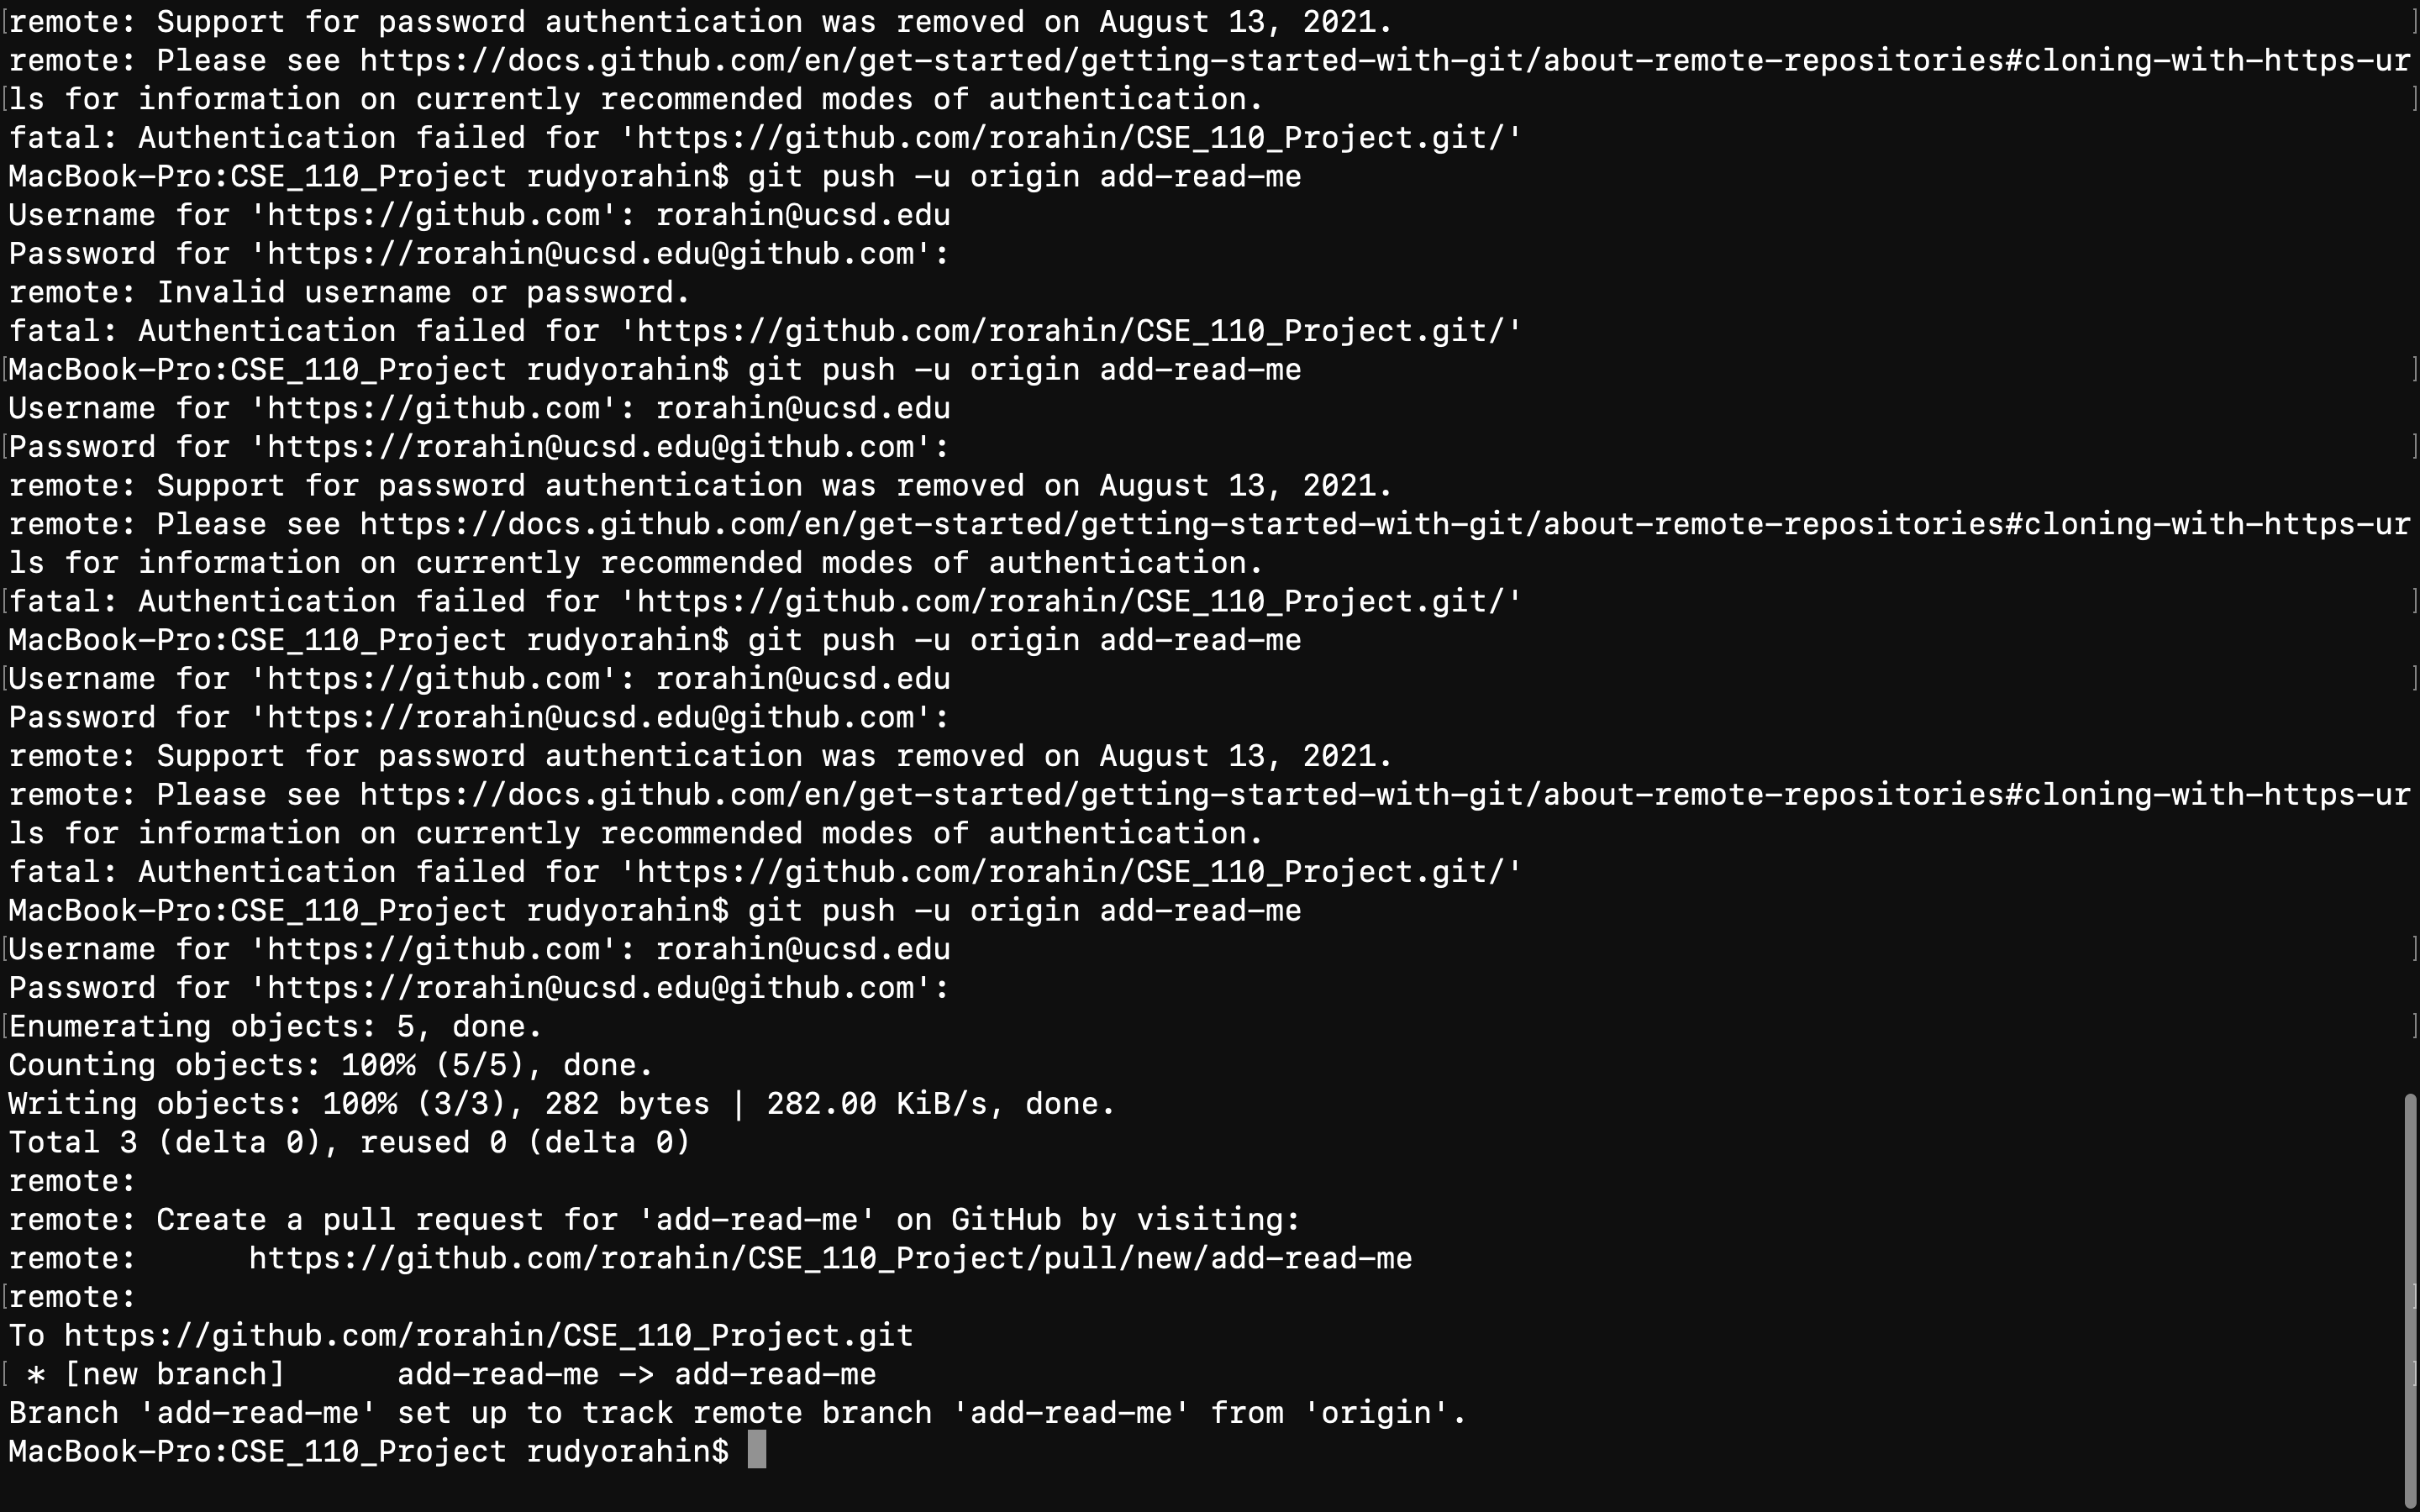 remote: Support for password authentication was removed on August 13, 2021.
remote: Please see https://docs.github.com/en/get-started/getting-started-with-git/about-remote-repositories#cloning-with-https-ur
ls for information on currently recommended modes of authentication.
fatal: Authentication failed for 'https://github.com/rorahin/CSE_110_Project.git/'
MacBook-Pro:CSE_110_Project rudyorahin$ git push -u origin add-read-me
Username for 'https://github.com': rorahin@ucsd.edu
Password for 'https://rorahin@ucsd.edu@github.com':
remote: Invalid username or password.
fatal: Authentication failed for 'https://github.com/rorahin/CSE_110_Project.git/'
MacBook-Pro:CSE_110_Project rudyorahin$ git push -u origin add-read-me
Username for 'https://github.com': rorahin@ucsd.edu
Password for 'https://rorahin@ucsd.edu@github.com':
remote: Support for password authentication was removed on August 13, 2021.
remote: Please see https://docs.github.com/en/get-started/getting-started-with-git/about-remote-repositories#cloning-with-https-ur
ls for information on currently recommended modes of authentication.
fatal: Authentication failed for 'https://github.com/rorahin/CSE_110_Project.git/'
MacBook-Pro:CSE_110_Project rudyorahin$ git push -u origin add-read-me
Username for 'https://github.com': rorahin@ucsd.edu
Password for 'https://rorahin@ucsd.edu@github.com':
remote: Support for password authentication was removed on August 13, 2021.
remote: Please see https://docs.github.com/en/get-started/getting-started-with-git/about-remote-repositories#cloning-with-https-ur
ls for information on currently recommended modes of authentication.
fatal: Authentication failed for 'https://github.com/rorahin/CSE_110_Project.git/'
MacBook-Pro:CSE_110_Project rudyorahin$ git push -u origin add-read-me
Username for 'https://github.com': rorahin@ucsd.edu
Password for 'https://rorahin@ucsd.edu@github.com':
Enumerating objects: 5, done.
Counting objects: 100% (5/5), done.
Writing objects: 100% (3/3), 282 bytes | 282.00 KiB/s, done.
Total 3 (delta 0), reused 0 (delta 0)
remote:
remote: Create a pull request for 'add-read-me' on GitHub by visiting:
remote:      https://github.com/rorahin/CSE_110_Project/pull/new/add-read-me
remote:
To https://github.com/rorahin/CSE_110_Project.git
 * [new branch]      add-read-me -> add-read-me
Branch 'add-read-me' set up to track remote branch 'add-read-me' from 'origin'.
MacBook-Pro:CSE_110_Project rudyorahin$